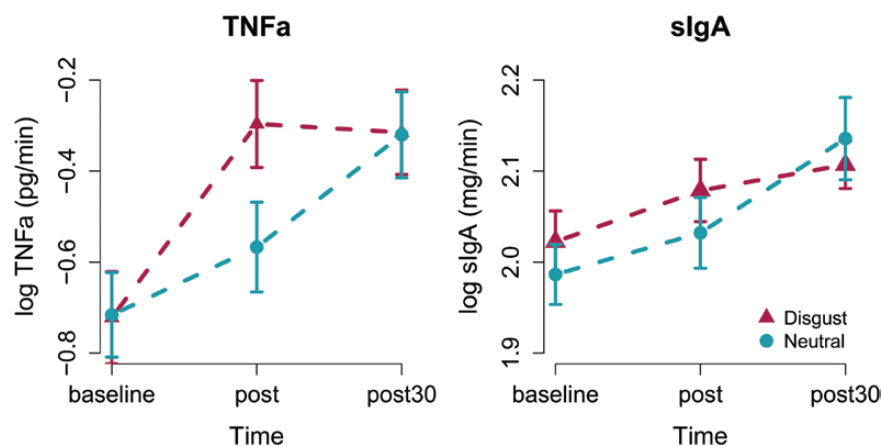 TNFa
log TNFa (pg/min)
−0.2
−0.4
−0.6
−0.8
baseline
post
post30
Time
sIgA
log sIgA (mg/min)
2.2
2.1
2.0
1.9
Disgust
Neutral
baseline
post
post30
Time